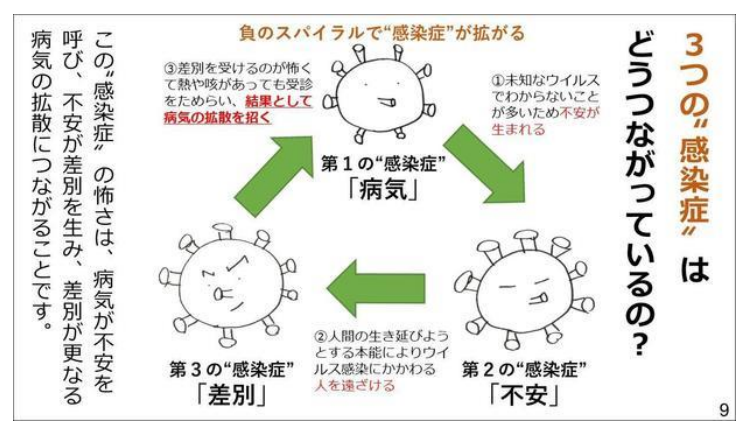 3つの〝感染症〟は
どうつながっているの？
負のスパイラルで“感染症”が拡がる
①未知なウイルス
でわからないこと
が多いため不安が
生まれる
第１の“感染症”
「病気」
③差別を受けるのが怖く
て熱や咳があっても受診
をためらい、結果として
病気の拡散を招く
第２の“感染症”
「不安」
②人間の生き延びよう
とする本能によりウイ
ルス感染にかかわる
人を遠ざける
第３の“感染症”
「差別」
この〝感染症〟の怖さは、病気が不安を
呼び、不安が差別を生み、差別が更なる
病気の拡散につながることです。
9